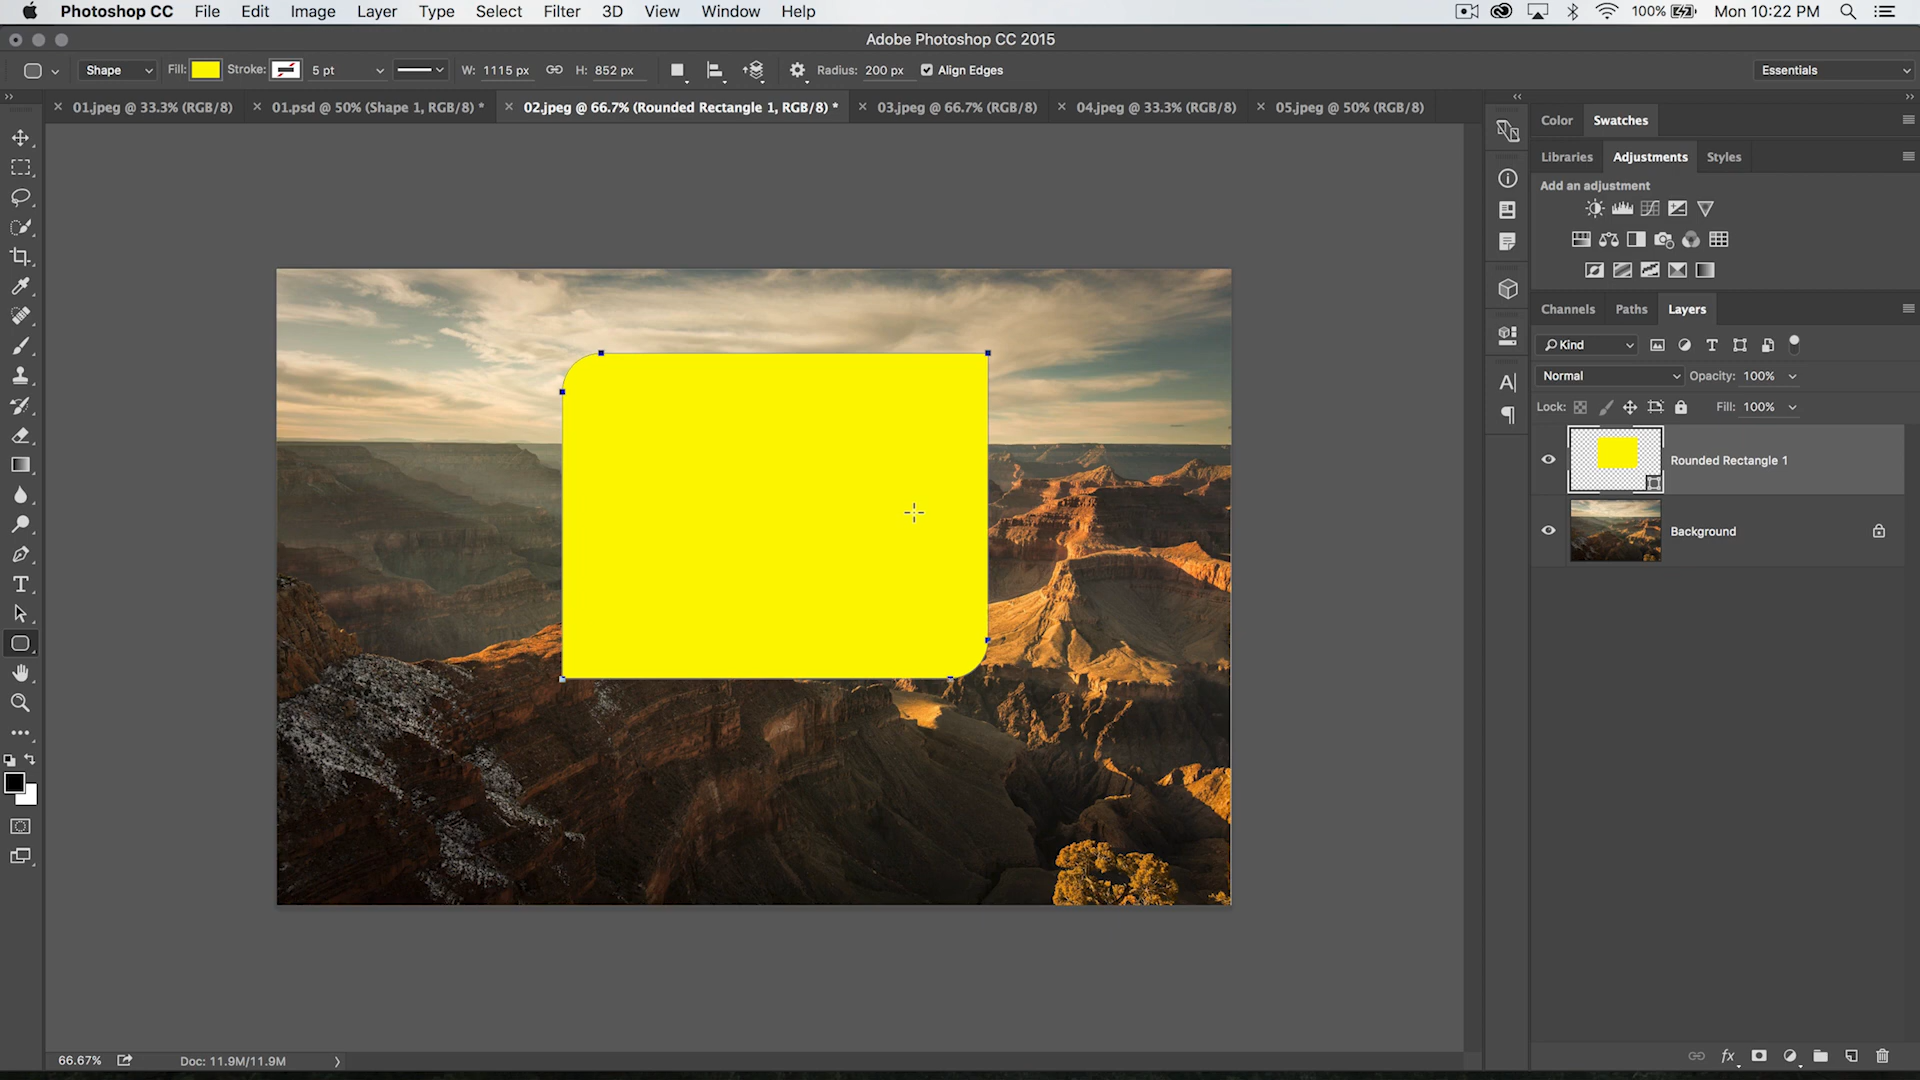 Photoshop CC File Edit Image Layer Type Select Filter 3D View Window Help 100% Mon 10:22 PM
Adobe Photoshop CC 2015
Shape Fill: Stroke: 5 pt W: 1115 px H: 852 px Radius: 200 px Align Edges Essentials
01.jpeg @ 33.3% (RGB/8) 01.psd @ 50% (Shape 1, RGB/8) * 02.jpeg @ 66.7% (Rounded Rectangle 1, RGB/8) * 03.jpeg @ 66.7% (RGB/8) 04.jpeg @ 33.3% (RGB/8) 05.jpeg @ 50% (RGB/8)
Color Swatches
Libraries Adjustments Styles
Add an adjustment
Channels Paths Layers
Kind
Normal Opacity: 100%
Lock: Fill: 100%
Rounded Rectangle 1
Background
66.67% Doc: 11.9M/11.9M